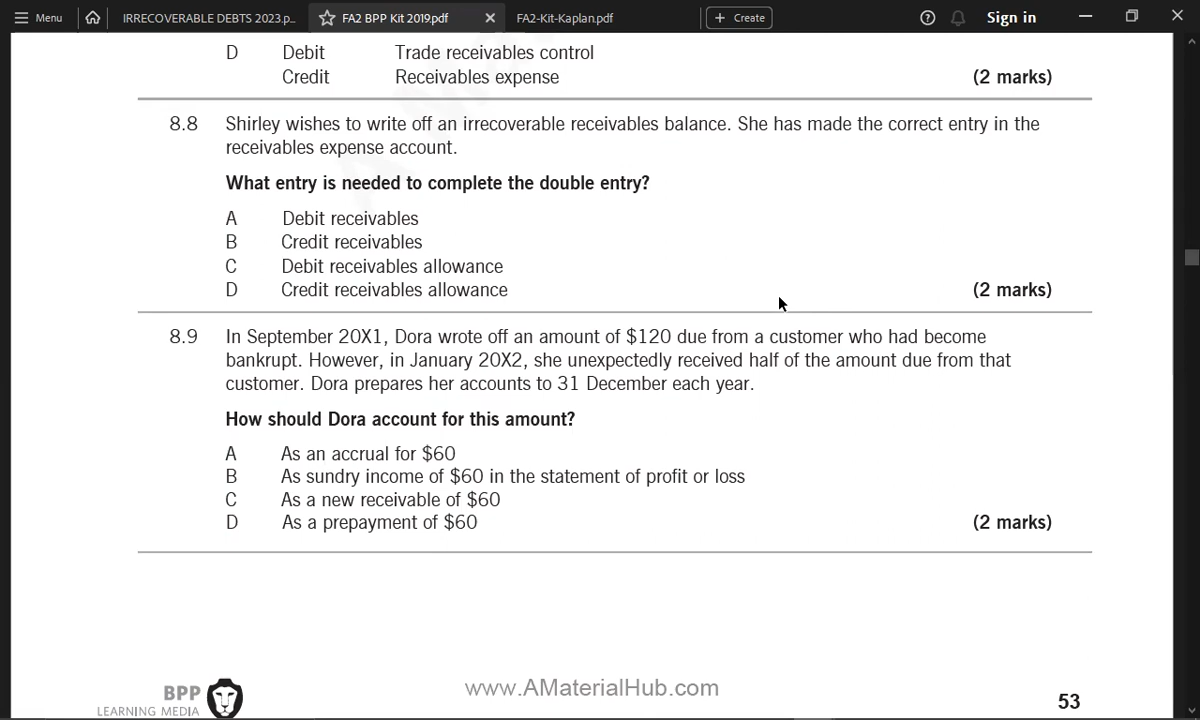 Menu IRRECOVERABLE DEBTS 2023.p... FA2 BPP Kit 2019.pdf FA2-Kit-Kaplan.pdf Create Sign in
D Debit Trade receivables control
Credit Receivables expense (2 marks)
8.8 Shirley wishes to write off an irrecoverable receivables balance. She has made the correct entry in the
receivables expense account.
What entry is needed to complete the double entry?
A Debit receivables
B Credit receivables
C Debit receivables allowance
D Credit receivables allowance (2 marks)
8.9 In September 20X1, Dora wrote off an amount of $120 due from a customer who had become
bankrupt. However, in January 20X2, she unexpectedly received half of the amount due from that
customer. Dora prepares her accounts to 31 December each year.
How should Dora account for this amount?
A As an accrual for $60
B As sundry income of $60 in the statement of profit or loss
C As a new receivable of $60
D As a prepayment of $60 (2 marks)
BPP
LEARNING MEDIA
www.AMaterialHub.com
53